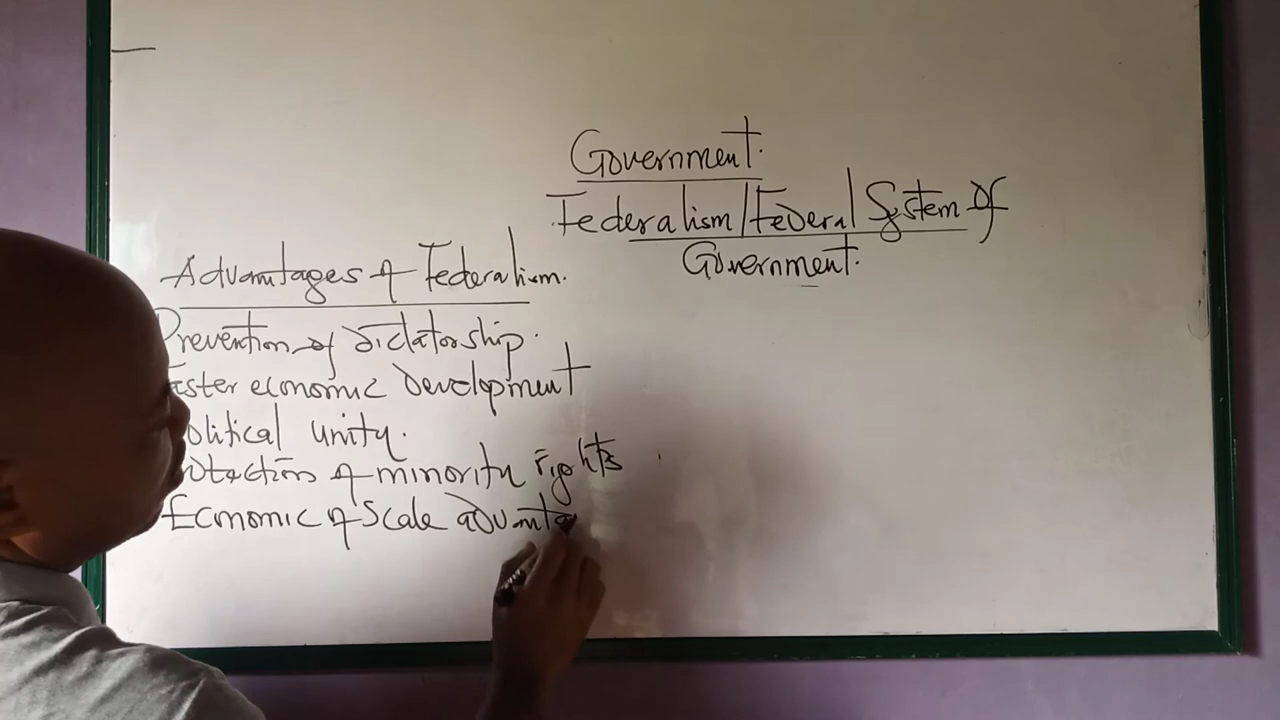 Government.
Federalism/Federal System of
Government.
Advantages of Federalism.
Prevention of dictatorship.
Faster economic Development
Political unity.
Protection of minority rights
Economic of Scale advanta